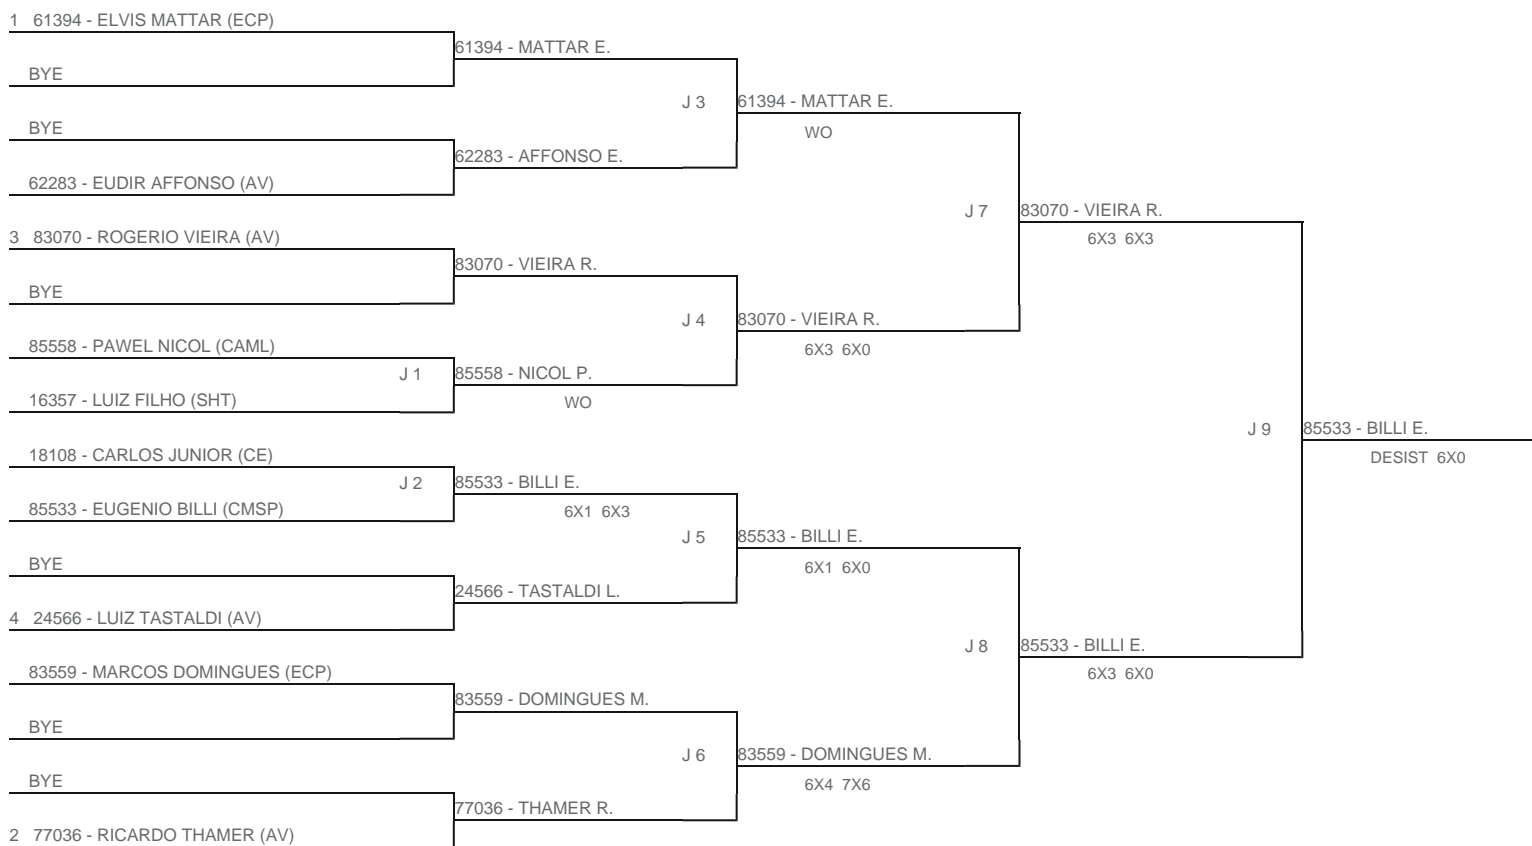 1 61394 - ELVIS MATTAR (ECP)
61394 - MATTAR E.
BYE
J 3
61394 - MATTAR E.
WO
BYE
62283 - AFFONSO E.
62283 - EUDIR AFFONSO (AV)
J 7
83070 - VIEIRA R.
6X3 6X3
3 83070 - ROGERIO VIEIRA (AV)
83070 - VIEIRA R.
BYE
J 4
83070 - VIEIRA R.
6X3 6X0
85558 - PAWEL NICOL (CAML)
J 1
85558 - NICOL P.
WO
16357 - LUIZ FILHO (SHT)
J 9
85533 - BILLI E.
DESIST 6X0
18108 - CARLOS JUNIOR (CE)
J 2
85533 - BILLI E.
6X1 6X3
85533 - EUGENIO BILLI (CMSP)
J 5
85533 - BILLI E.
6X1 6X0
BYE
24566 - TASTALDI L.
4 24566 - LUIZ TASTALDI (AV)
J 8
85533 - BILLI E.
6X3 6X0
83559 - MARCOS DOMINGUES (ECP)
83559 - DOMINGUES M.
BYE
J 6
83559 - DOMINGUES M.
6X4 7X6
BYE
77036 - THAMER R.
2 77036 - RICARDO THAMER (AV)